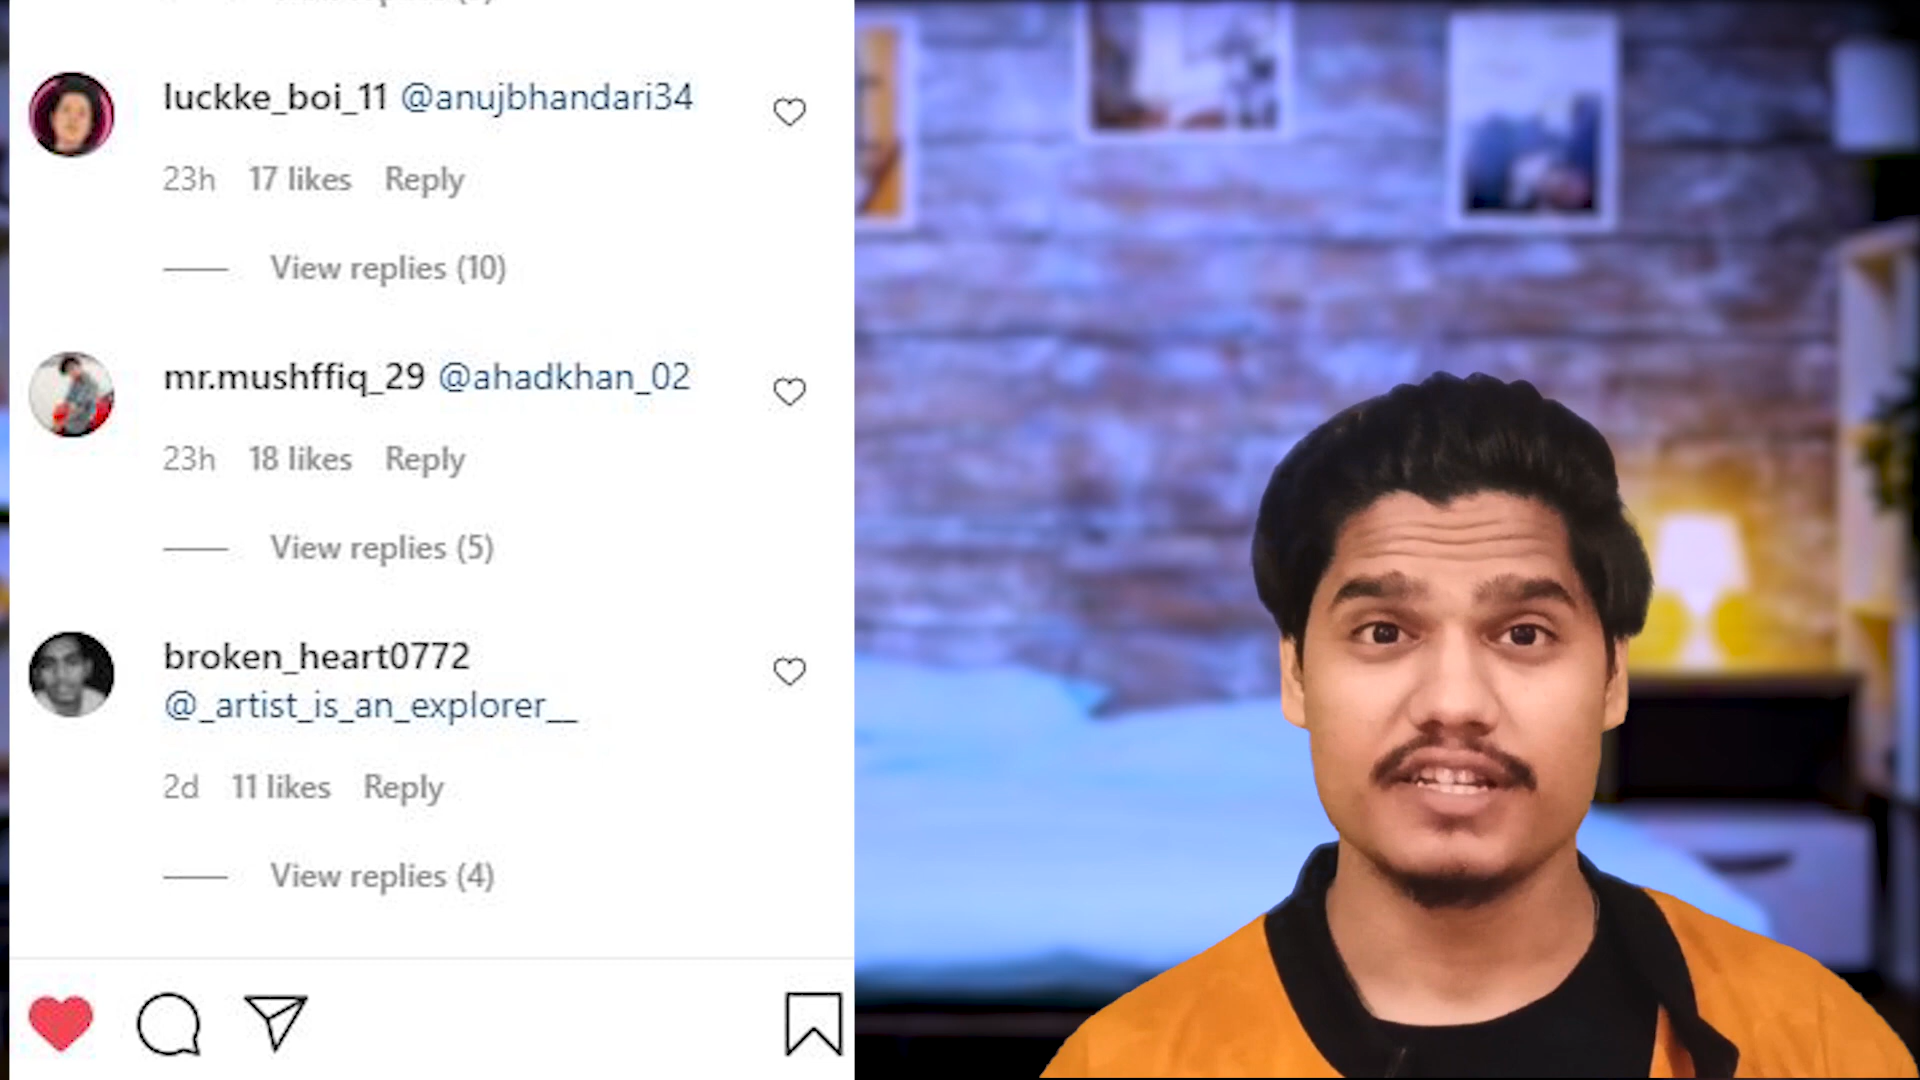 luckke_boi_11 @anujbhandari34
23h 17 likes Reply
View replies (10)
mr.mushffiq_29 @ahadkhan_02
23h 18 likes Reply
View replies (5)
broken_heart0772
@_artist_is_an_explorer__
2d 11 likes Reply
View replies (4)